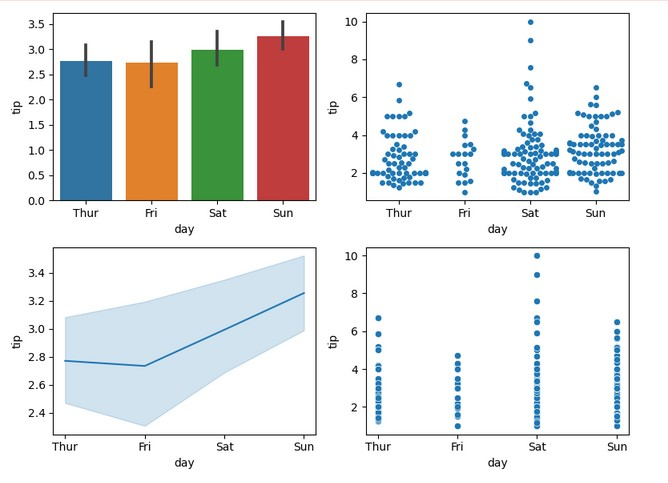 3.5
3.0
2.5
2.0
1.5
1.0
0.5
0.0
tip
Thur Fri Sat Sun
day
10
8
6
4
2
tip
Thur Fri Sat Sun
day
3.4
3.2
3.0
2.8
2.6
2.4
tip
Thur Fri Sat Sun
day
10
8
6
4
2
tip
Thur Fri Sat Sun
day